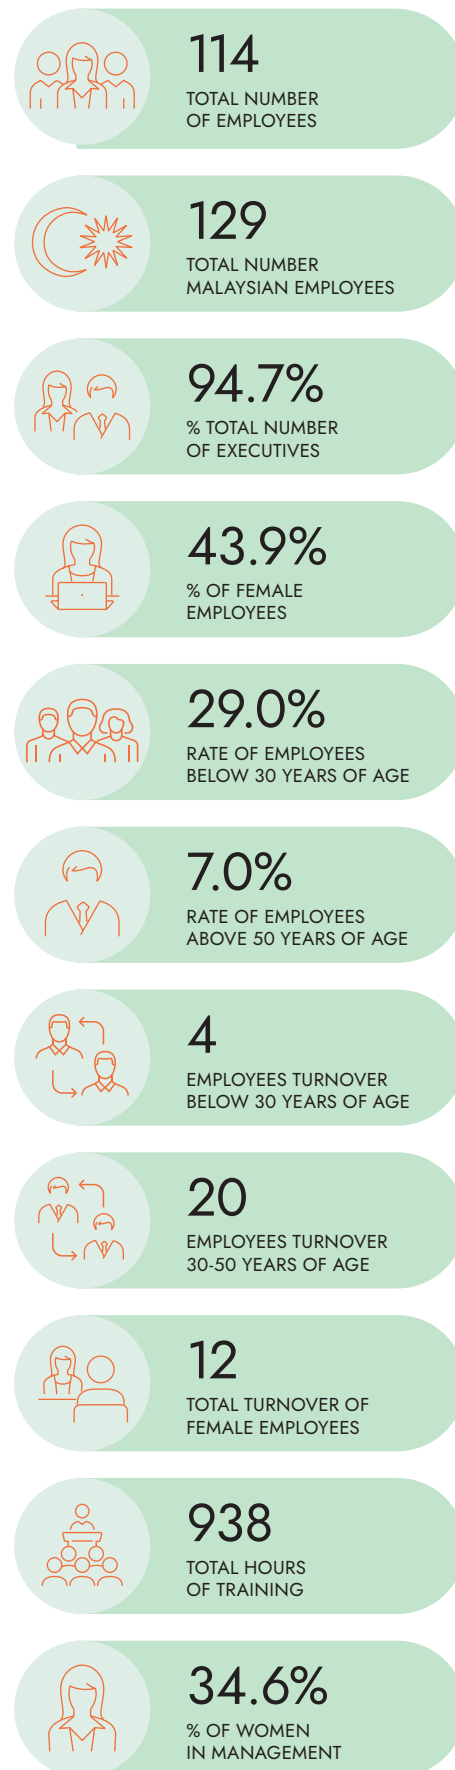 114
TOTAL NUMBER
OF EMPLOYEES
129
TOTAL NUMBER
MALAYSIAN EMPLOYEES
94.7%
% TOTAL NUMBER
OF EXECUTIVES
43.9%
% OF FEMALE
EMPLOYEES
29.0%
RATE OF EMPLOYEES
BELOW 30 YEARS OF AGE
7.0%
RATE OF EMPLOYEES
ABOVE 50 YEARS OF AGE
4
EMPLOYEES TURNOVER
BELOW 30 YEARS OF AGE
20
EMPLOYEES TURNOVER
30-50 YEARS OF AGE
12
TOTAL TURNOVER OF
FEMALE EMPLOYEES
938
TOTAL HOURS
OF TRAINING
34.6%
% OF WOMEN
IN MANAGEMENT